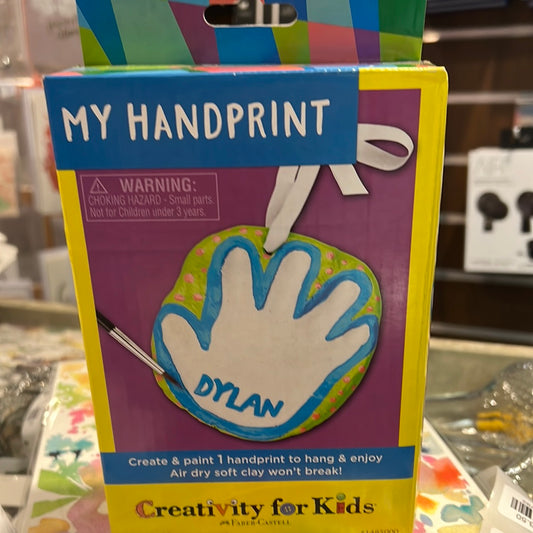 MY HANDPRINT
WARNING:
CHOKING HAZARD - Small parts.
Not for Children under 3 years.
DYLAN
Create & paint 1 handprint to hang & enjoy
Air dry soft clay won't break!
Creativity for Kids
FABER-CASTELL